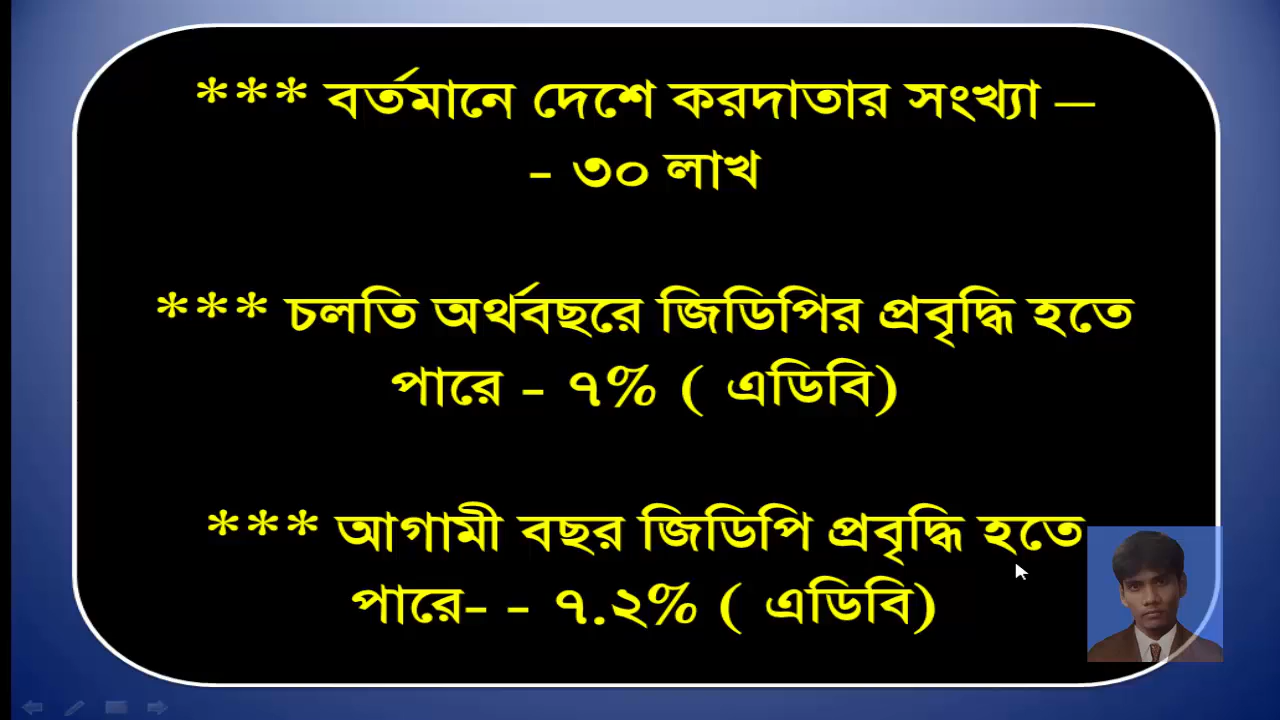 *** বর্তমানে দেশে করদাতার সংখ্যা –
- ৩০ লাখ
*** চলতি অর্থবছরে জিডিপির প্রবৃদ্ধি হতে
পারে - ৭% ( এডিবি)
*** আগামী বছর জিডিপি প্রবৃদ্ধি হতে
পারে- - ৭.২% ( এডিবি)